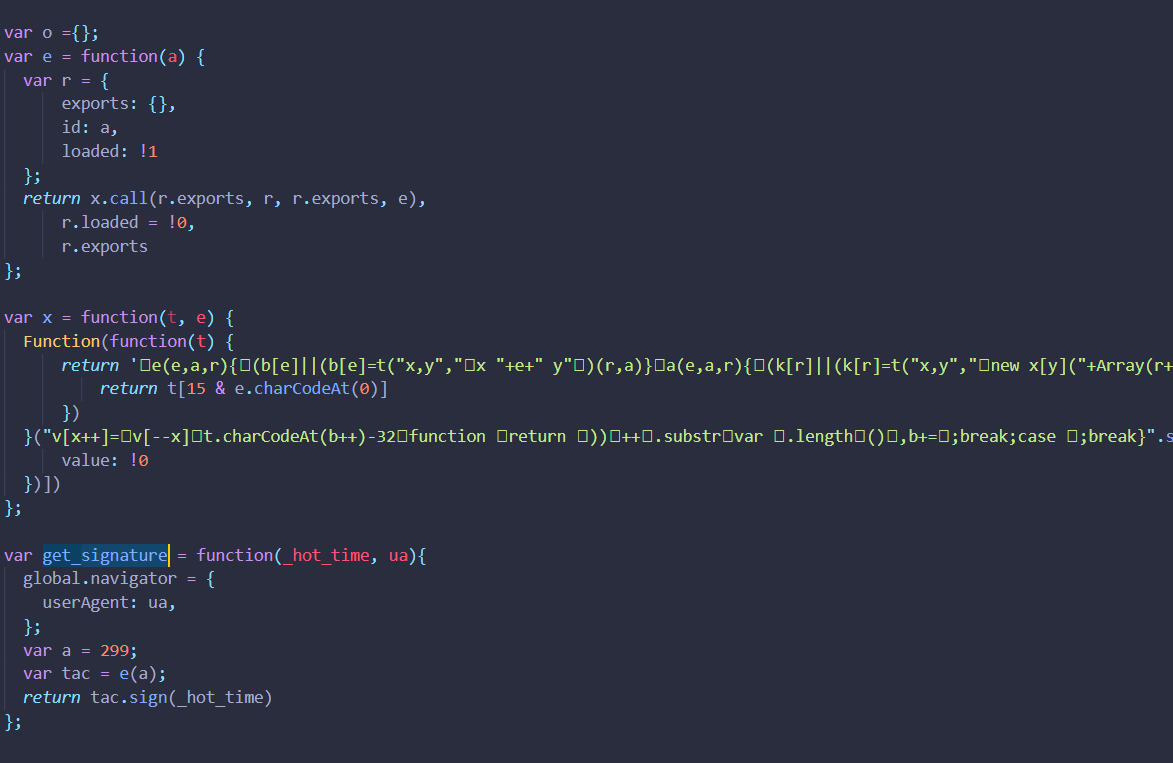 var o ={};
var e = function(a) {
var r = {
exports: {},
id: a,
loaded: !1
};
return x.call(r.exports, r, r.exports, e),
r.loaded = !0,
r.exports
};
var x = function(t, e) {
Function(function(t) {
return '□e(e,a,r){□(b[e]||(b[e]=t("x,y","□x "+e+" y"□)(r,a)}□a(e,a,r){□(k[r]||(k[r]=t("x,y","□new x[y]("+Array(r+
return t[15 & e.charCodeAt(0)]
})
}("v[x++]=□v[--x]□t.charCodeAt(b++)-32□function □return □))□++□.substr□var □.length□()□,b+=□;break;case □;break}".s
value: !0
})])
};
var get_signature = function(_hot_time, ua){
global.navigator = {
userAgent: ua,
};
var a = 299;
var tac = e(a);
return tac.sign(_hot_time)
};